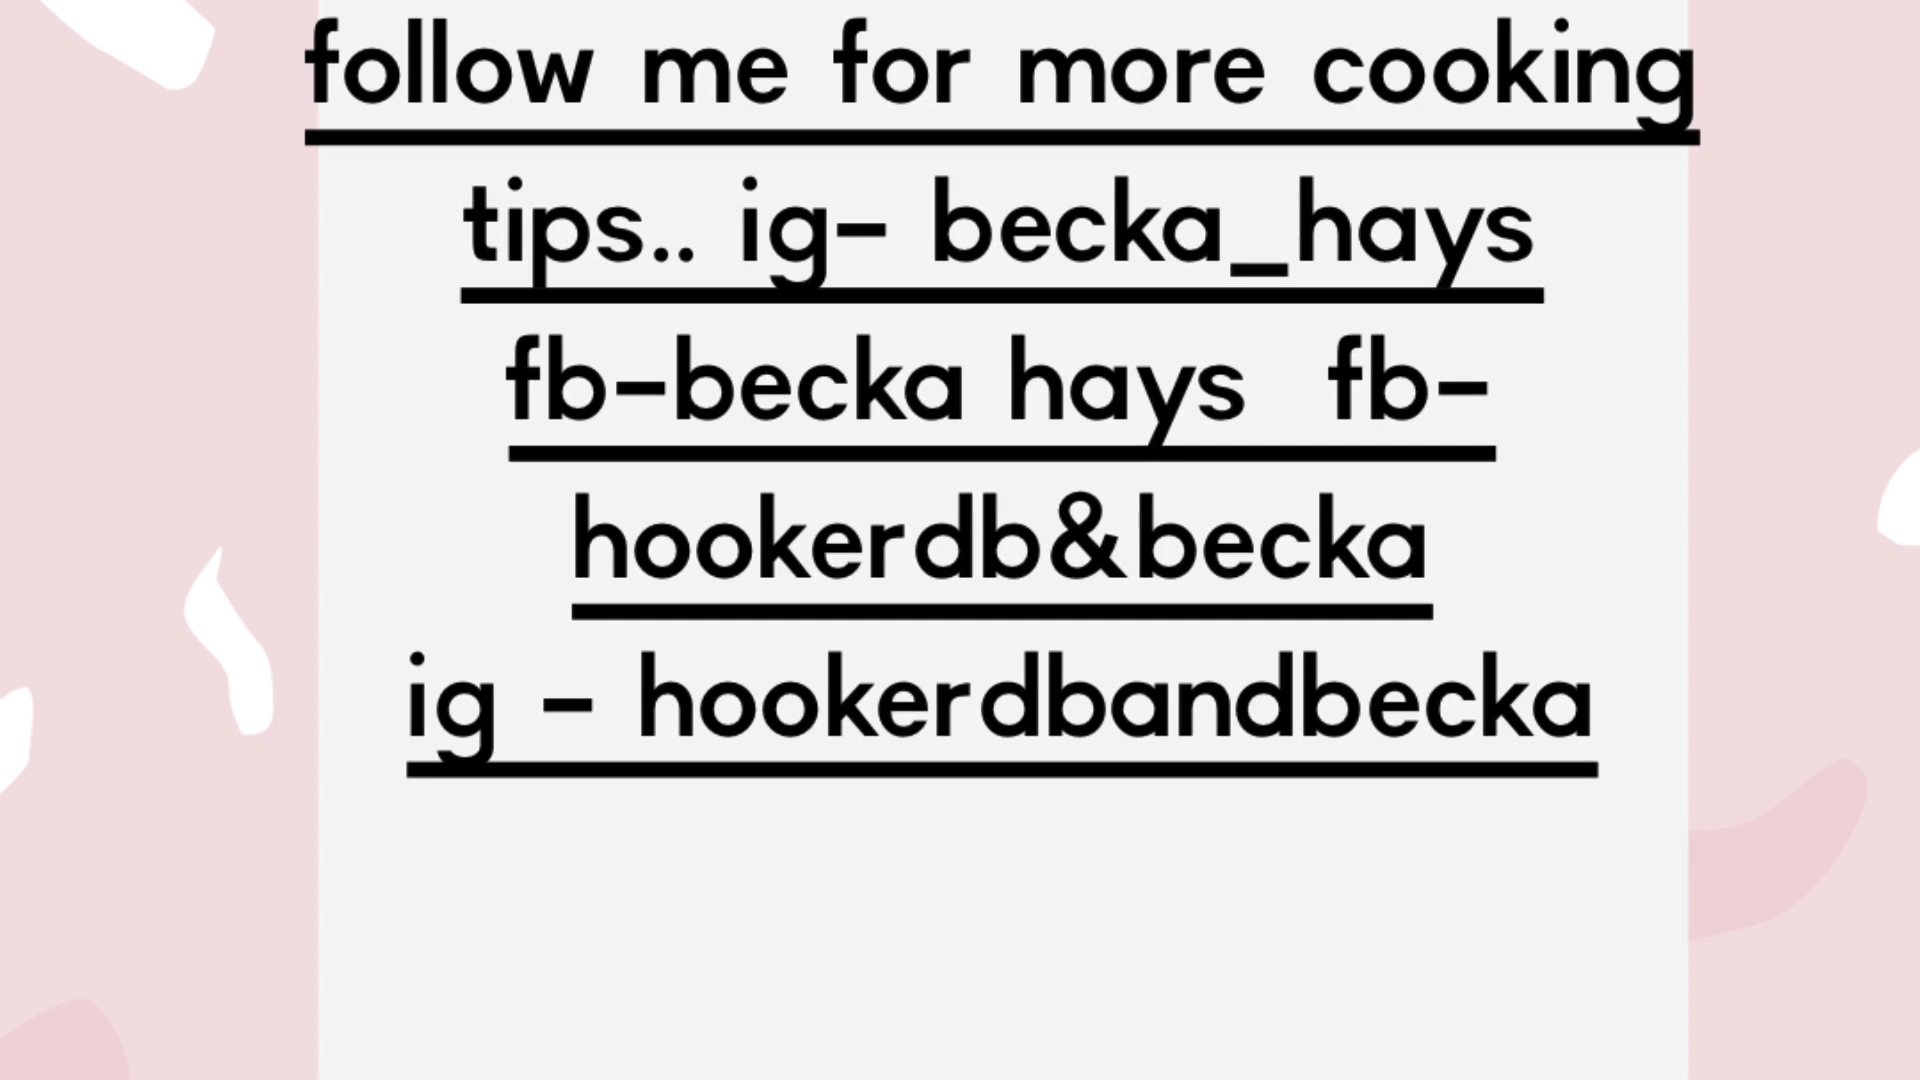 follow me for more cooking
tips.. ig- becka_hays
fb-becka hays  fb-
hookerdb&becka
ig - hookerdbandbecka